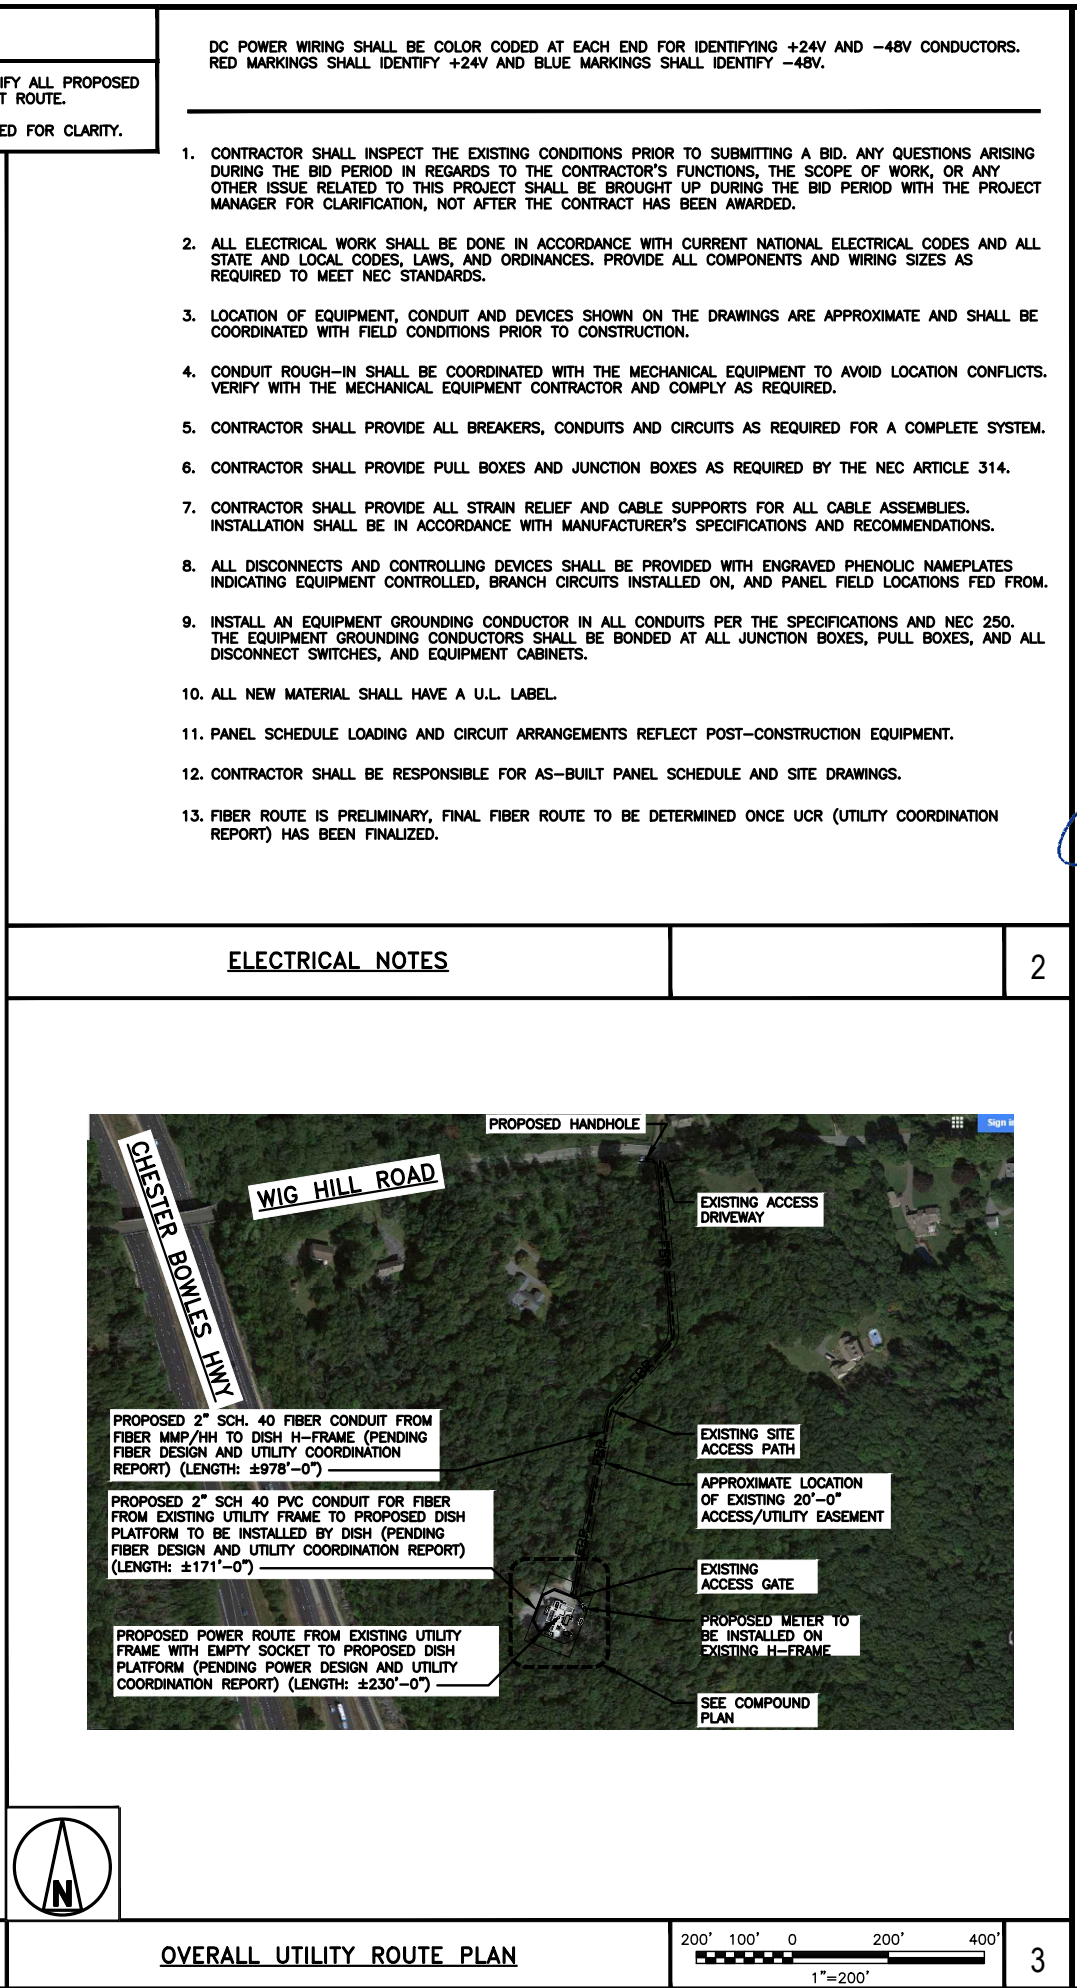 IFY ALL PROPOSED
T ROUTE.
ED FOR CLARITY.
DC POWER WIRING SHALL BE COLOR CODED AT EACH END FOR IDENTIFYING +24V AND -48V CONDUCTORS.
RED MARKINGS SHALL IDENTIFY +24V AND BLUE MARKINGS SHALL IDENTIFY -48V.
1. CONTRACTOR SHALL INSPECT THE EXISTING CONDITIONS PRIOR TO SUBMITTING A BID. ANY QUESTIONS ARISING
DURING THE BID PERIOD IN REGARDS TO THE CONTRACTOR'S FUNCTIONS, THE SCOPE OF WORK, OR ANY
OTHER ISSUE RELATED TO THIS PROJECT SHALL BE BROUGHT UP DURING THE BID PERIOD WITH THE PROJECT
MANAGER FOR CLARIFICATION, NOT AFTER THE CONTRACT HAS BEEN AWARDED.
2. ALL ELECTRICAL WORK SHALL BE DONE IN ACCORDANCE WITH CURRENT NATIONAL ELECTRICAL CODES AND ALL
STATE AND LOCAL CODES, LAWS, AND ORDINANCES. PROVIDE ALL COMPONENTS AND WIRING SIZES AS
REQUIRED TO MEET NEC STANDARDS.
3. LOCATION OF EQUIPMENT, CONDUIT AND DEVICES SHOWN ON THE DRAWINGS ARE APPROXIMATE AND SHALL BE
COORDINATED WITH FIELD CONDITIONS PRIOR TO CONSTRUCTION.
4. CONDUIT ROUGH-IN SHALL BE COORDINATED WITH THE MECHANICAL EQUIPMENT TO AVOID LOCATION CONFLICTS.
VERIFY WITH THE MECHANICAL EQUIPMENT CONTRACTOR AND COMPLY AS REQUIRED.
5. CONTRACTOR SHALL PROVIDE ALL BREAKERS, CONDUITS AND CIRCUITS AS REQUIRED FOR A COMPLETE SYSTEM.
6. CONTRACTOR SHALL PROVIDE PULL BOXES AND JUNCTION BOXES AS REQUIRED BY THE NEC ARTICLE 314.
7. CONTRACTOR SHALL PROVIDE ALL STRAIN RELIEF AND CABLE SUPPORTS FOR ALL CABLE ASSEMBLIES.
INSTALLATION SHALL BE IN ACCORDANCE WITH MANUFACTURER'S SPECIFICATIONS AND RECOMMENDATIONS.
8. ALL DISCONNECTS AND CONTROLLING DEVICES SHALL BE PROVIDED WITH ENGRAVED PHENOLIC NAMEPLATES
INDICATING EQUIPMENT CONTROLLED, BRANCH CIRCUITS INSTALLED ON, AND PANEL FIELD LOCATIONS FED FROM.
9. INSTALL AN EQUIPMENT GROUNDING CONDUCTOR IN ALL CONDUITS PER THE SPECIFICATIONS AND NEC 250.
THE EQUIPMENT GROUNDING CONDUCTORS SHALL BE BONDED AT ALL JUNCTION BOXES, PULL BOXES, AND ALL
DISCONNECT SWITCHES, AND EQUIPMENT CABINETS.
10. ALL NEW MATERIAL SHALL HAVE A U.L. LABEL.
11. PANEL SCHEDULE LOADING AND CIRCUIT ARRANGEMENTS REFLECT POST-CONSTRUCTION EQUIPMENT.
12. CONTRACTOR SHALL BE RESPONSIBLE FOR AS-BUILT PANEL SCHEDULE AND SITE DRAWINGS.
13. FIBER ROUTE IS PRELIMINARY, FINAL FIBER ROUTE TO BE DETERMINED ONCE UCR (UTILITY COORDINATION
REPORT) HAS BEEN FINALIZED.
ELECTRICAL NOTES
2
PROPOSED HANDHOLE
Sign in
CHESTER BOWLES HWY
WIG HILL ROAD
EXISTING ACCESS
DRIVEWAY
PROPOSED 2" SCH. 40 FIBER CONDUIT FROM
FIBER MMP/HH TO DISH H-FRAME (PENDING
FIBER DESIGN AND UTILITY COORDINATION
REPORT) (LENGTH: ±978'-0")
EXISTING SITE
ACCESS PATH
APPROXIMATE LOCATION
OF EXISTING 20'-0"
ACCESS/UTILITY EASEMENT
PROPOSED 2" SCH 40 PVC CONDUIT FOR FIBER
FROM EXISTING UTILITY FRAME TO PROPOSED DISH
PLATFORM TO BE INSTALLED BY DISH (PENDING
FIBER DESIGN AND UTILITY COORDINATION REPORT)
(LENGTH: ±171'-0")
EXISTING
ACCESS GATE
PROPOSED METER TO
BE INSTALLED ON
EXISTING H-FRAME
PROPOSED POWER ROUTE FROM EXISTING UTILITY
FRAME WITH EMPTY SOCKET TO PROPOSED DISH
PLATFORM (PENDING POWER DESIGN AND UTILITY
COORDINATION REPORT) (LENGTH: ±230'-0")
SEE COMPOUND
PLAN
N
OVERALL UTILITY ROUTE PLAN
200' 100' 0 200' 400'
1"=200'
3